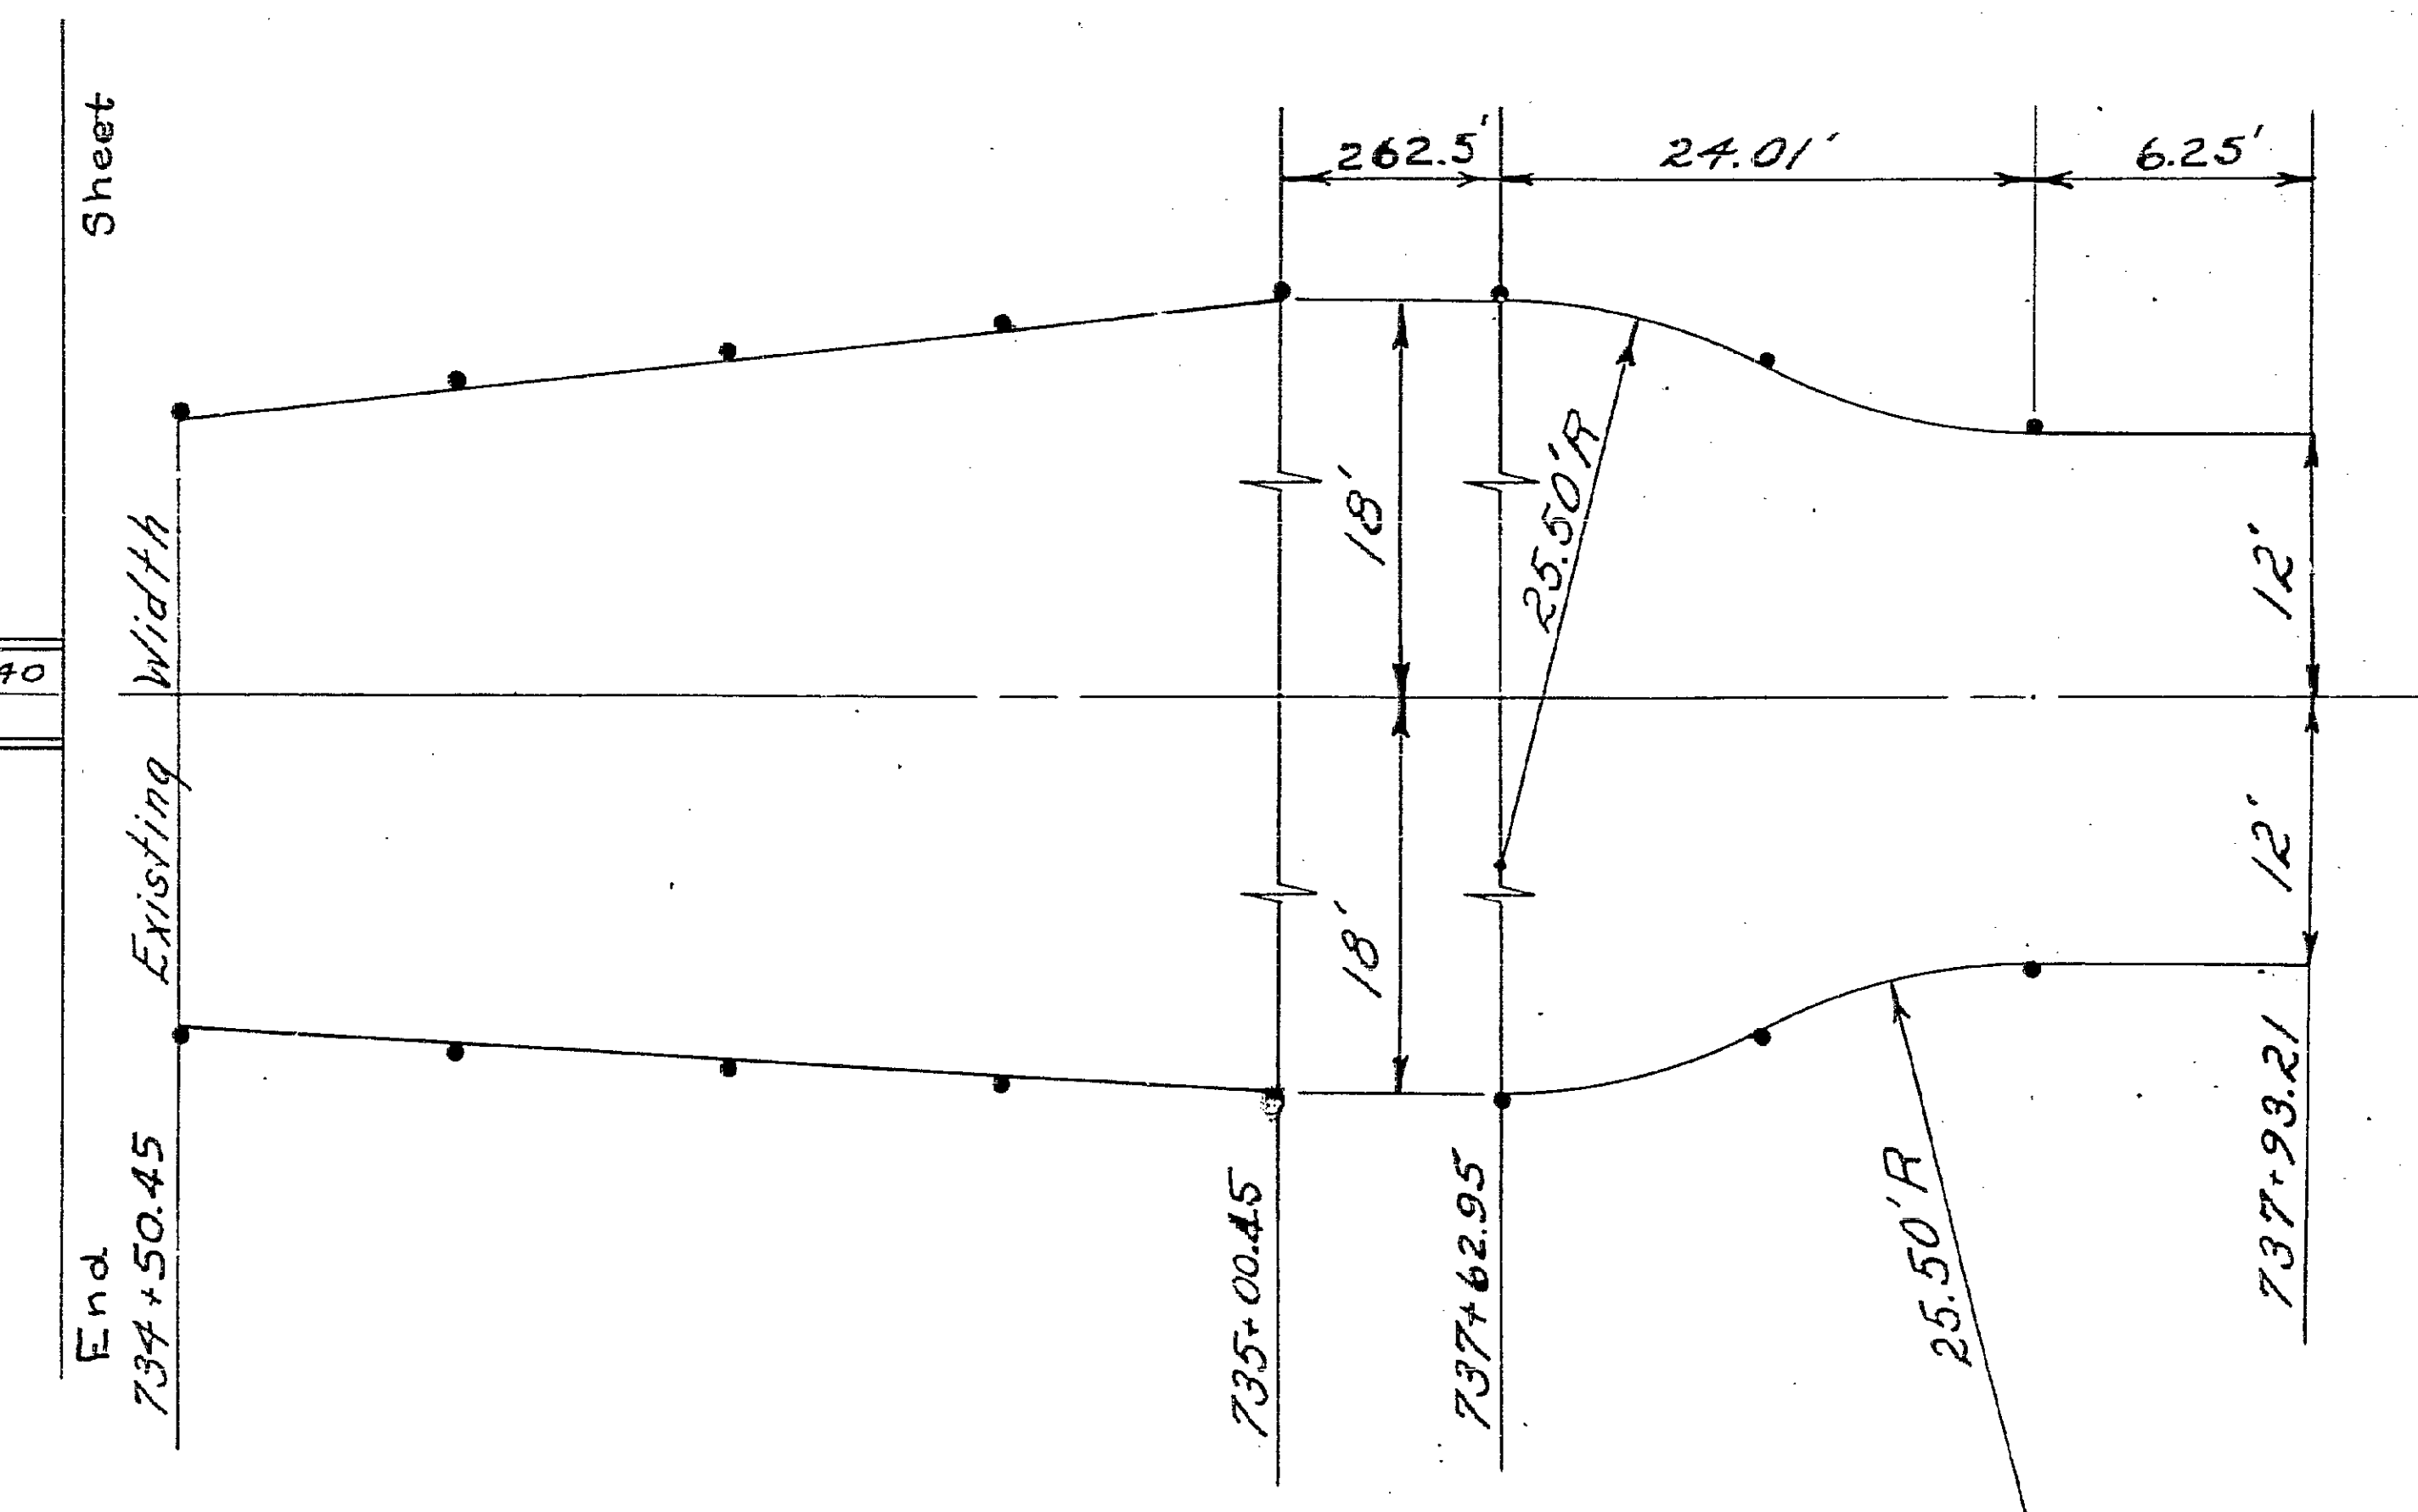 Sheet
262.5'
24.01'
6.25'
Existing Width
40
18'
25.50'R
12'
18'
12'
End
734+50.45
735+00.45
737+62.95
25.50'R
737+93.21